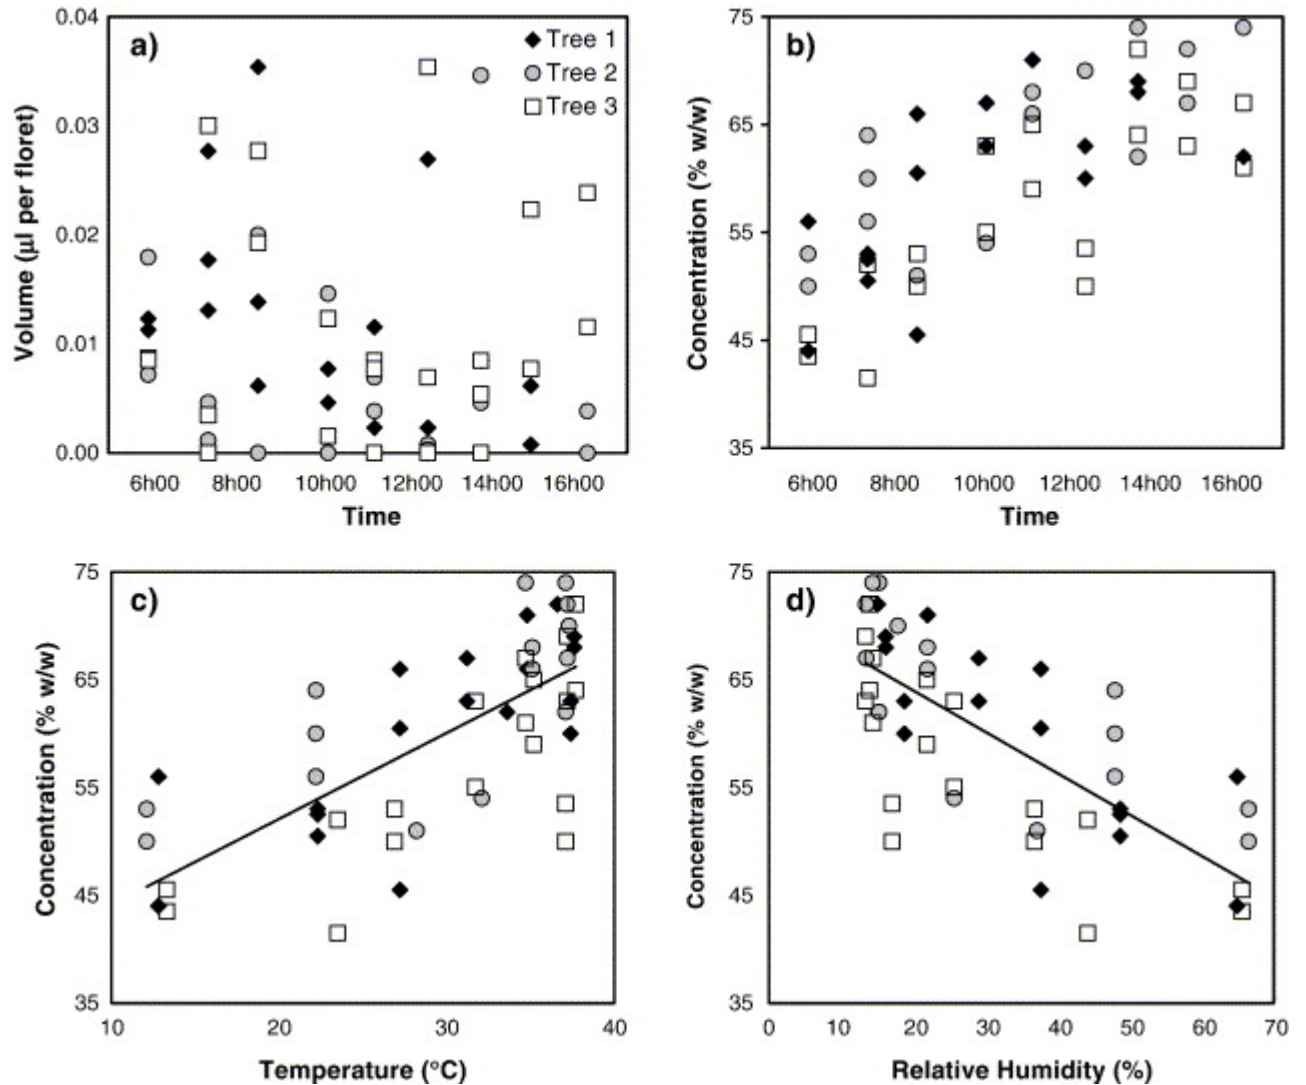 a)
Tree 1
Tree 2
Tree 3
0.04
0.03
0.02
0.01
0.00
Volume (μl per floret)
6h00 8h00 10h00 12h00 14h00 16h00
Time
b)
75
65
55
45
35
Concentration (% w/w)
6h00 8h00 10h00 12h00 14h00 16h00
Time
c)
75
65
55
45
35
Concentration (% w/w)
10 20 30 40
Temperature (°C)
d)
75
65
55
45
35
Concentration (% w/w)
0 10 20 30 40 50 60 70
Relative Humidity (%)